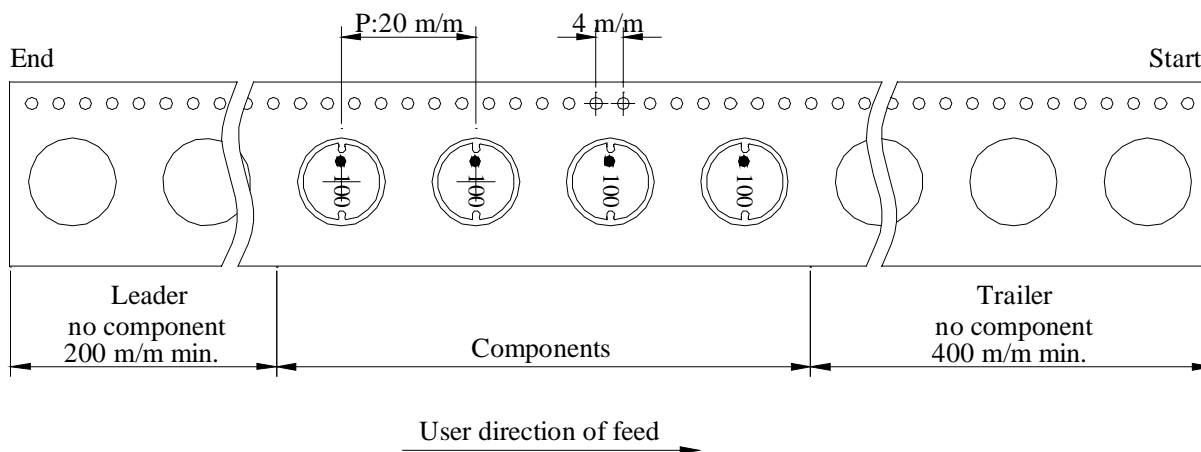 P:20 m/m
4 m/m
End
Start
100
100
100
100
Leader
no component
200 m/m min.
Components
Trailer
no component
400 m/m min.
User direction of feed